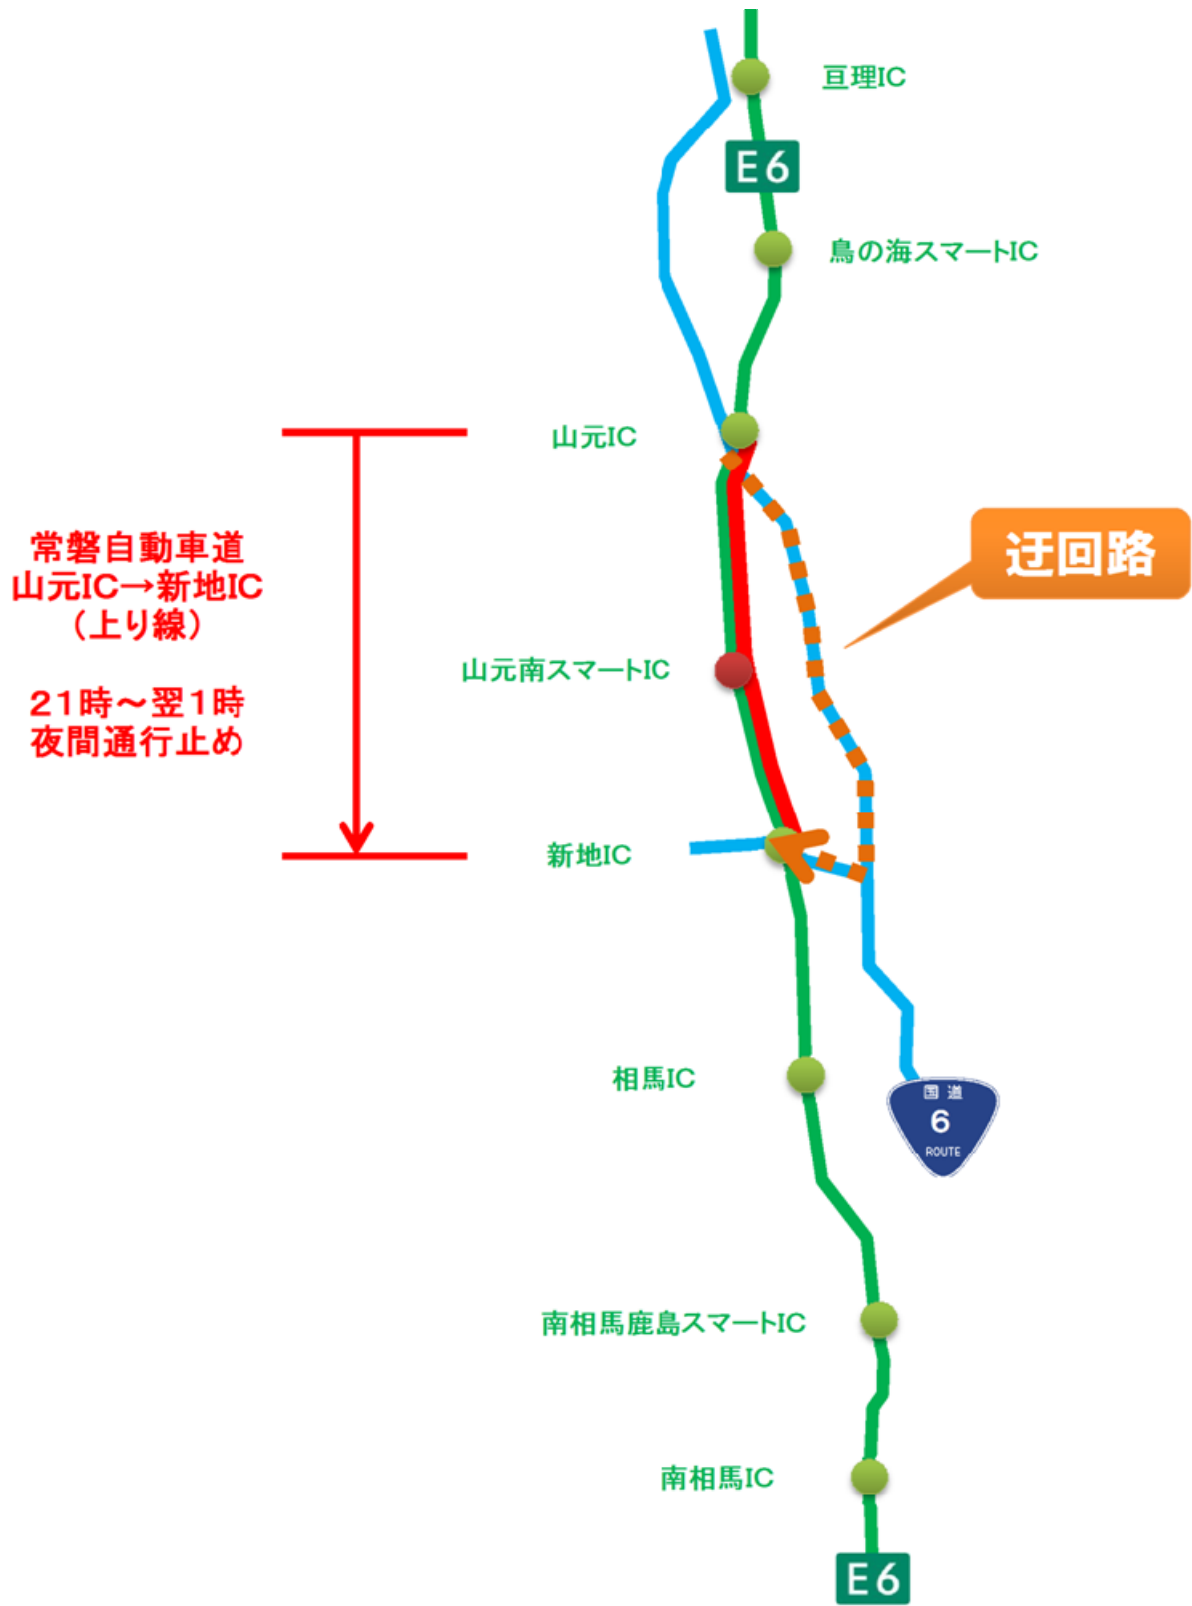 亘理IC
E6
鳥の海スマートIC
山元IC
常磐自動車道
山元IC→新地IC
（上り線）
迂回路
山元南スマートIC
２１時～翌１時
夜間通行止め
新地IC
相馬IC
国道
6
ROUTE
南相馬鹿島スマートIC
南相馬IC
E6